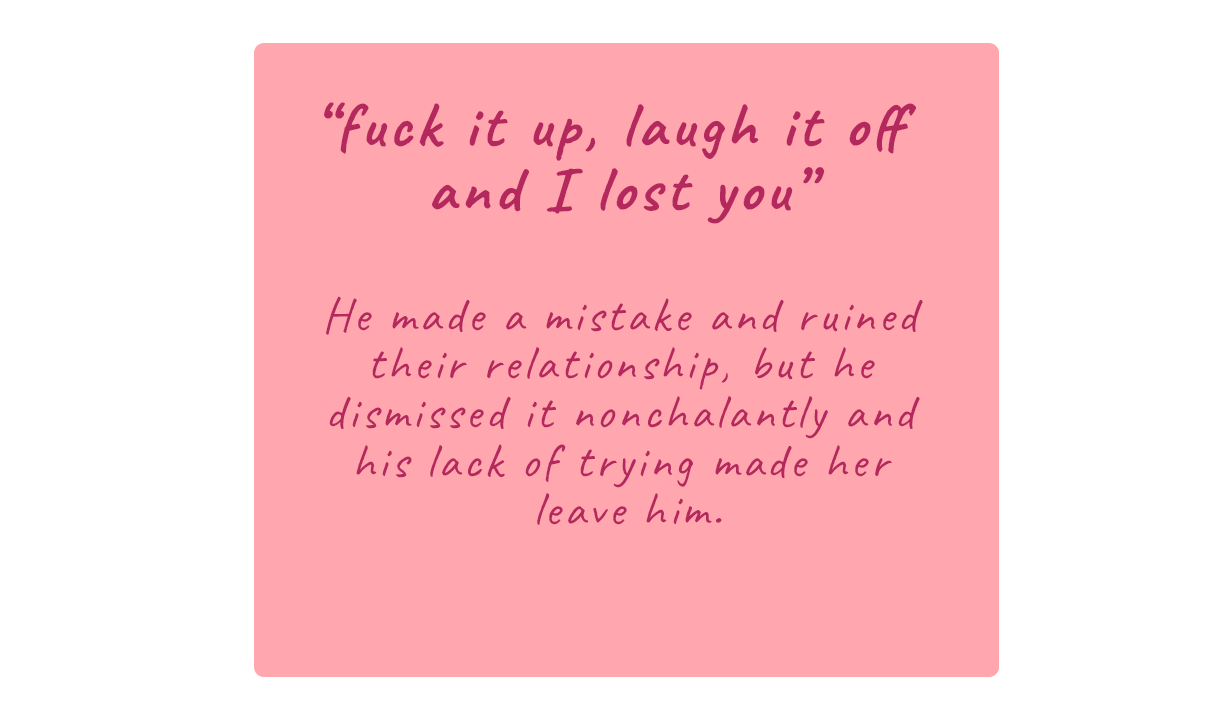 “fuck it up, laugh it off
and I lost you”
He made a mistake and ruined
their relationship, but he
dismissed it nonchalantly and
his lack of trying made her
leave him.